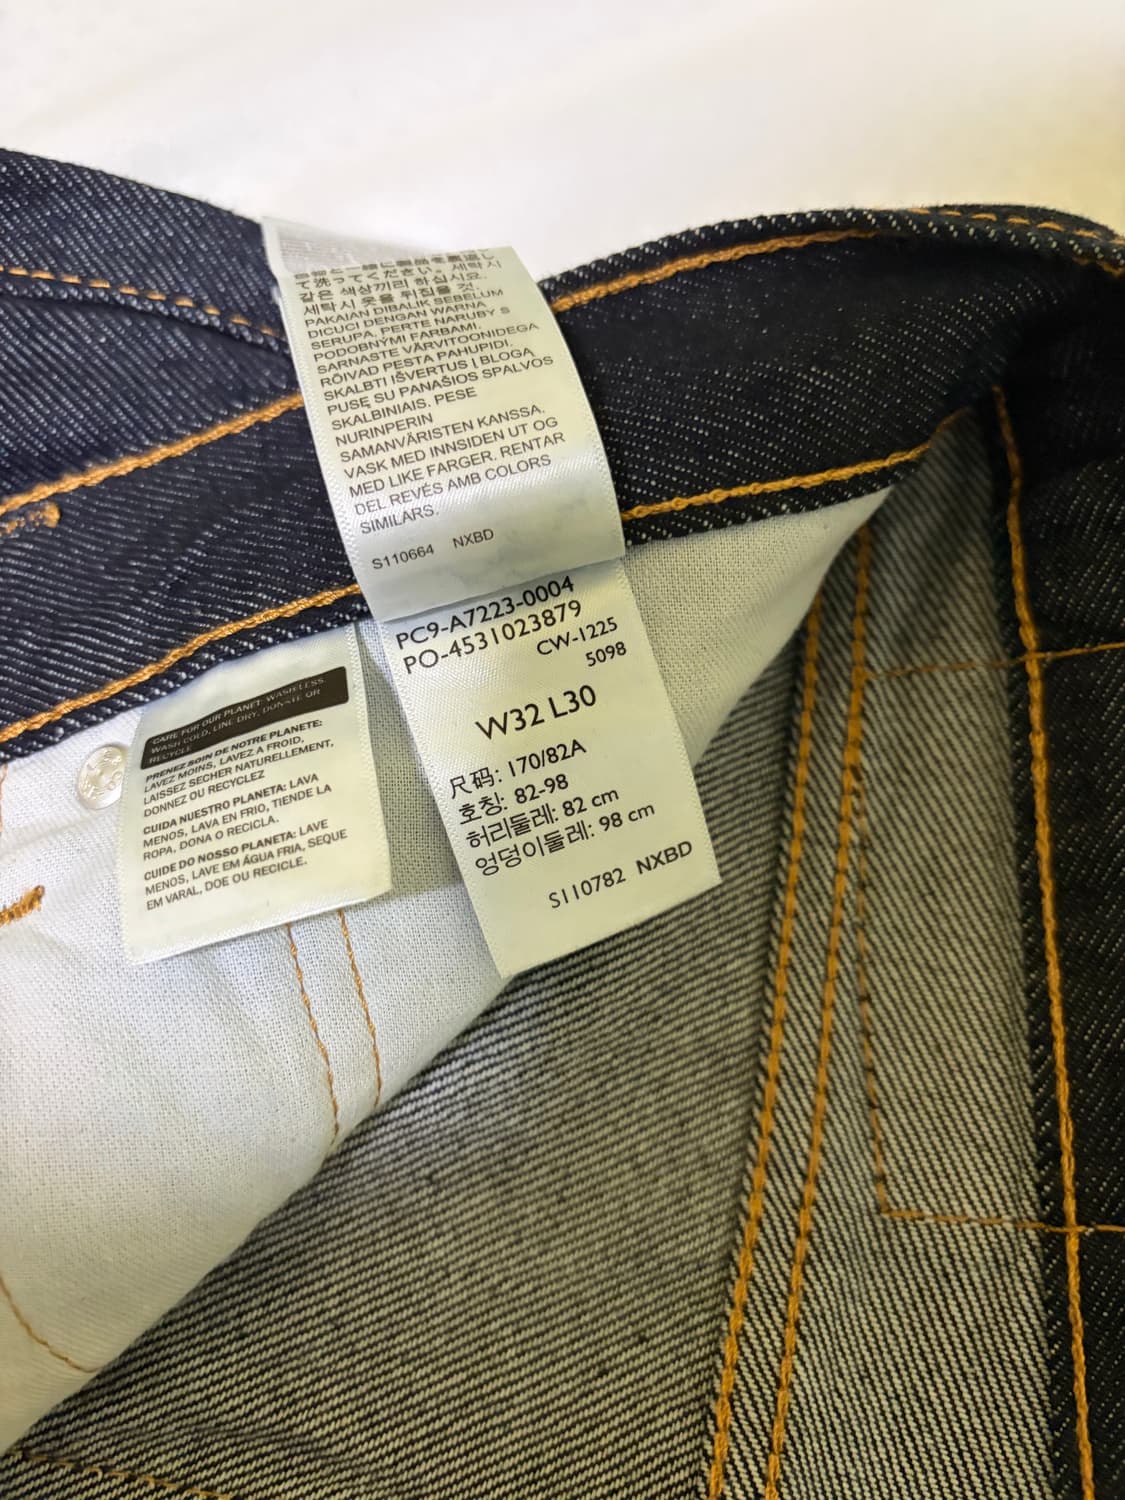 て洗ってください。세탁 시
같은 색상끼리 하십시오.
세탁 시 옷을 뒤집을 것.
PAKAIAN DIBALIK SEBELUM
DICUCI DENGAN WARNA
SERUPA. PERTE NARUBY S
PODOBNÝMI FARBAMI.
SARNASTE VÄRVITOONIDEGA
RÕIVAD PESTA PAHUPIDI.
SKALBTI IŠVERTUS Į BLOGĄ
PUSĘ SU PANAŠIOS SPALVOS
SKALBINIAIS. PESE
NURINPERIN
SAMANVÄRISTEN KANSSA.
VASK MED INNSIDEN UT OG
MED LIKE FARGER. RENTAR
DEL REVÉS AMB COLORS
SIMILARS.
S110664 NXBD
PC9-A7223-0004
PO-4531023879
CW-1225
5098
W32 L30
尺码: 170/82A
호칭: 82-98
허리둘레: 82 cm
엉덩이둘레: 98 cm
S110782 NXBD
CARE FOR OUR PLANET: WASH LESS,
WASH COLD, LINE DRY, DONATE OR
RECYCLE
PRENEZ SOIN DE NOTRE PLANETE:
LAVEZ MOINS, LAVEZ A FROID,
LAISSEZ SECHER NATURELLEMENT,
DONNEZ OU RECYCLEZ
CUIDA NUESTRO PLANETA: LAVA
MENOS, LAVA EN FRIO, TIENDE LA
ROPA, DONA O RECICLA.
CUIDE DO NOSSO PLANETA: LAVE
MENOS, LAVE EM ÁGUA FRIA, SEQUE
EM VARAL, DOE OU RECICLE.